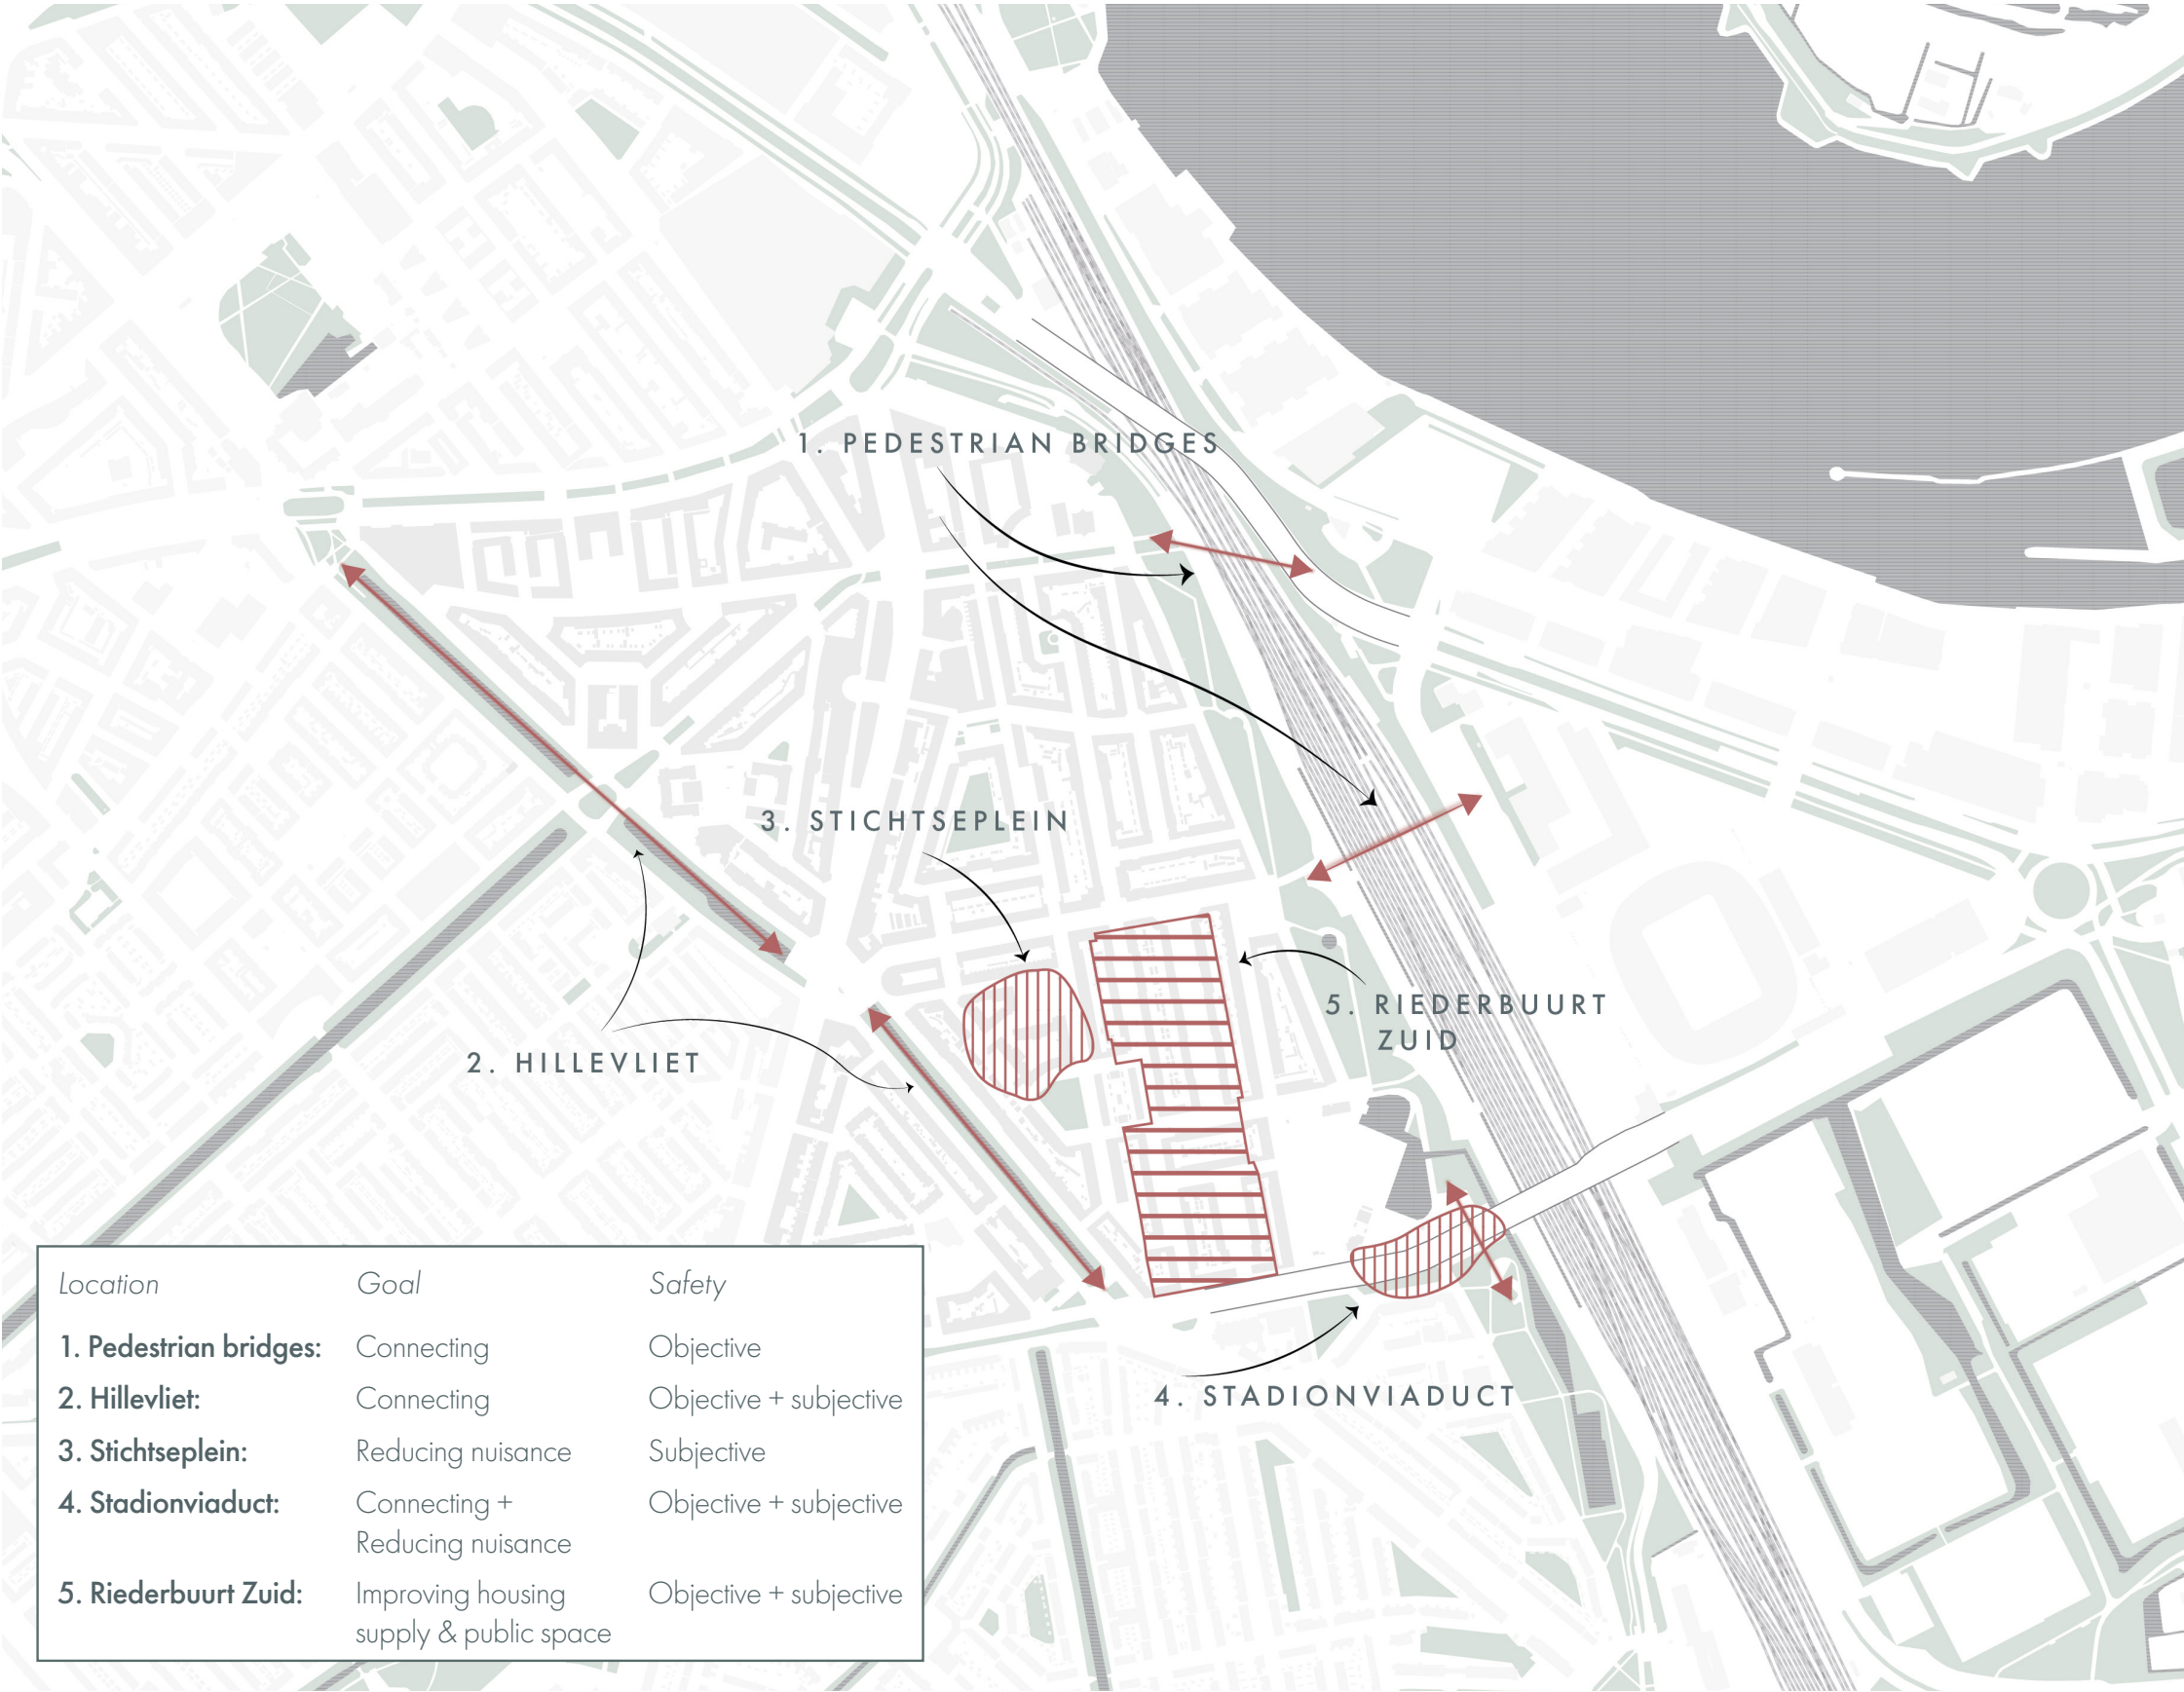 1. PEDESTRIAN BRIDGES
3. STICHTSEPLEIN
5. RIEDERBUURT
ZUID
2. HILLEVLIET
4. STADIONVIADUCT
Location Goal Safety
1. Pedestrian bridges: Connecting Objective
2. Hillevliet: Connecting Objective + subjective
3. Stichtseplein: Reducing nuisance Subjective
4. Stadionviaduct: Connecting + Objective + subjective
Reducing nuisance
5. Riederbuurt Zuid: Improving housing Objective + subjective
supply & public space